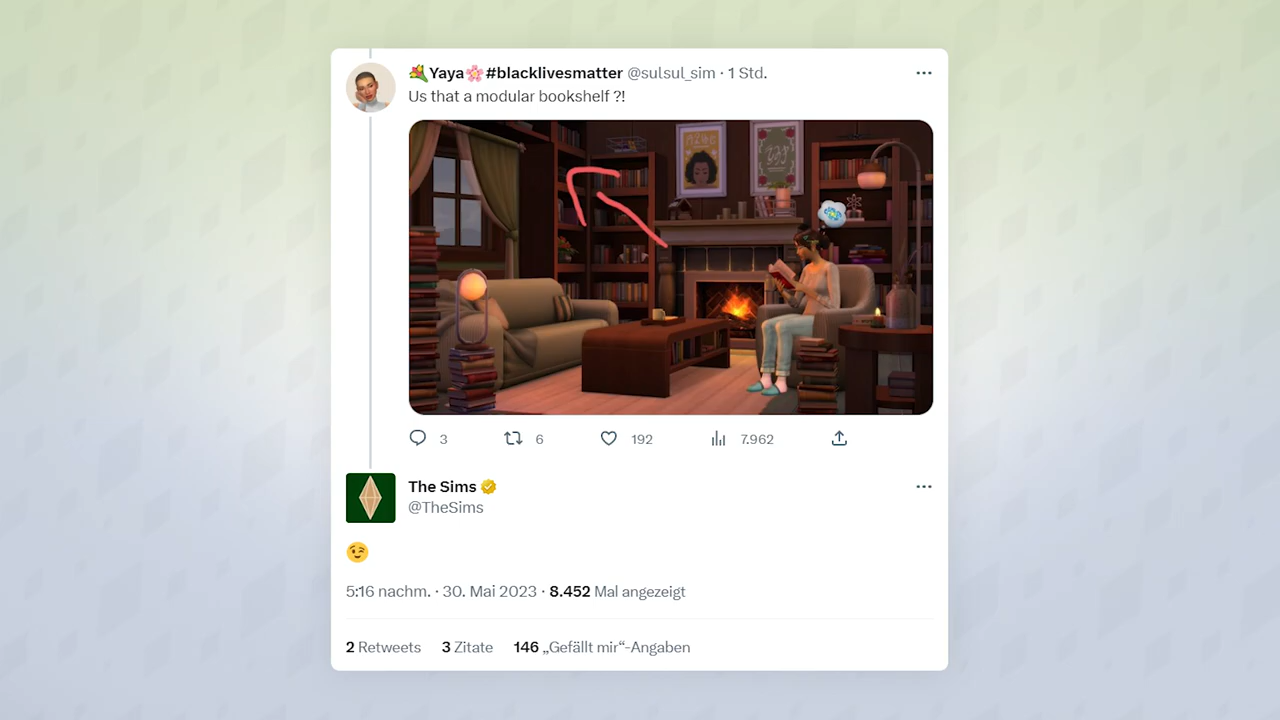 💐Yaya🌸#blacklivesmatter @sulsul_sim · 1 Std.
Us that a modular bookshelf ?!
3 6 192 7.962
The Sims
@TheSims
😉
5:16 nachm. · 30. Mai 2023 · 8.452 Mal angezeigt
2 Retweets 3 Zitate 146 „Gefällt mir“-Angaben